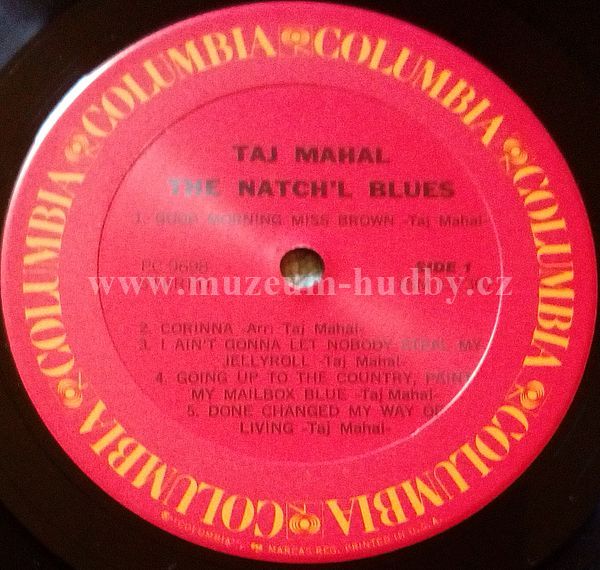 COLUMBIA COLUMBIA COLUMBIA COLUMBIA COLUMBIA COLUMBIA COLUMBIA
TAJ MAHAL
THE NATCH'L BLUES
1. GOOD MORNING MISS BROWN -Taj Mahal-
PC 9698
SIDE 1
www.muzeum-hudby.cz
2. CORINNA -Arr: Taj Mahal-
3. I AIN'T GONNA LET NOBODY STEAL MY
JELLYROLL -Taj Mahal-
4. GOING UP TO THE COUNTRY, PAINT
MY MAILBOX BLUE -Taj Mahal-
5. DONE CHANGED MY WAY OF
LIVING -Taj Mahal-
"COLUMBIA", MARCAS REG. PRINTED IN U.S.A.